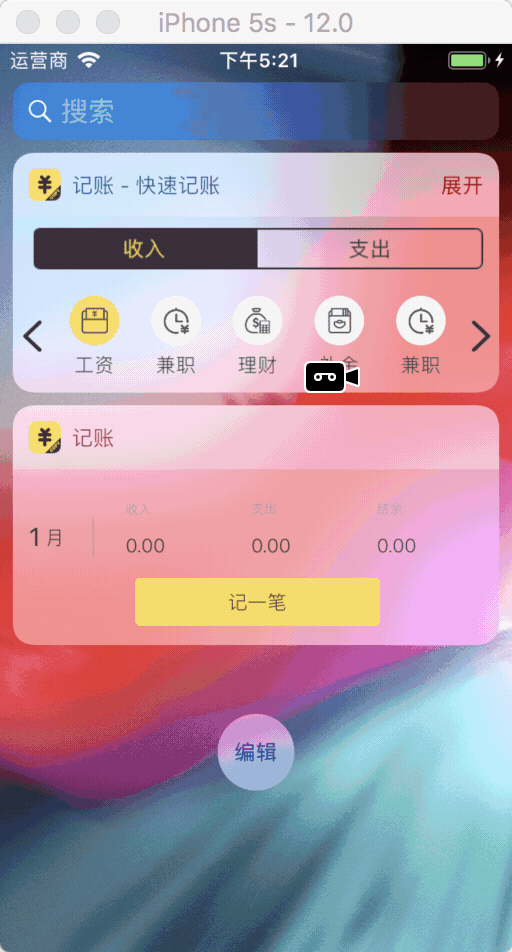 iPhone 5s - 12.0
运营商 下午5:21
搜索
记账 - 快速记账 展开
收入 支出
工资 兼职 理财 礼金 兼职
记账
收入 支出 结余
1月 0.00 0.00 0.00
记一笔
编辑